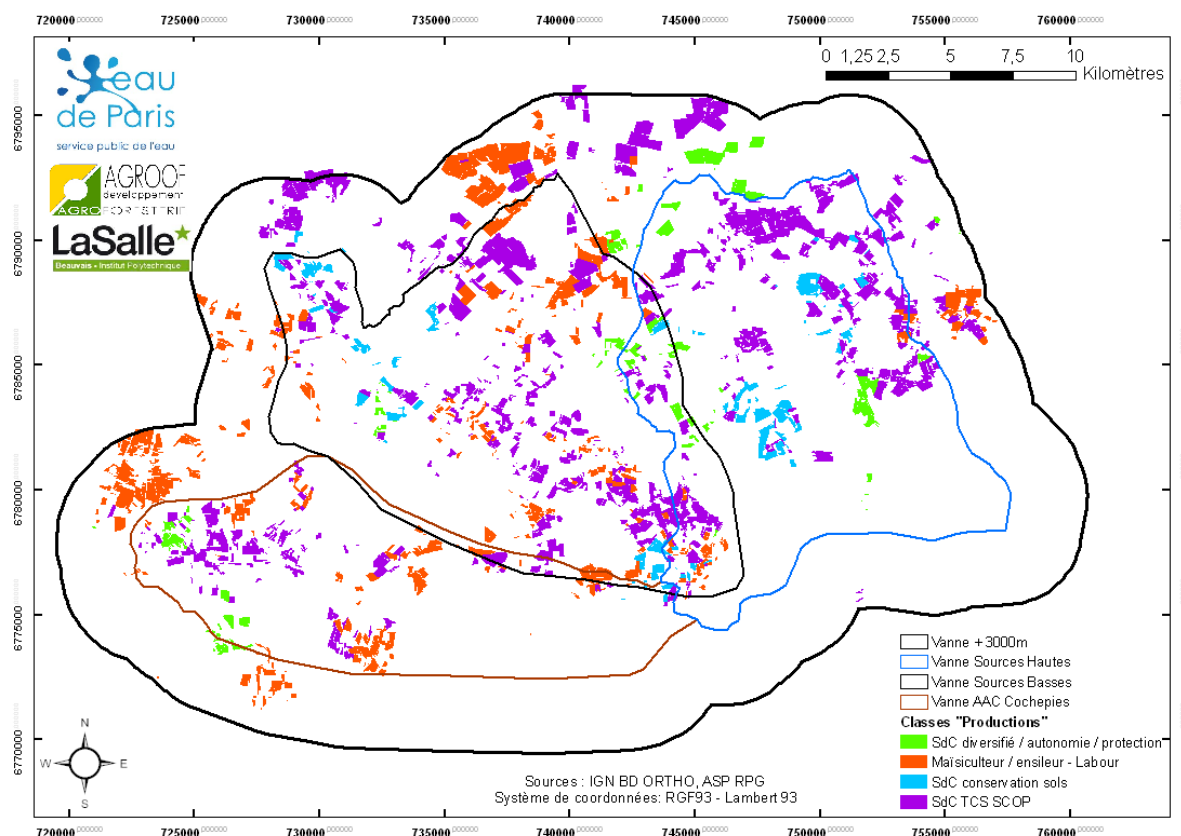 720000 725000 730000 735000 740000 745000 750000 755000 760000
eau
de Paris
service public de l'eau
AGROOF
developpement
AGROFORESTERIE
LaSalle
Beauvais - Institut Polytechnique
0 1,25 2,5 5 7,5 10
Kilomètres
6795000
6790000
6785000
6780000
6775000
6770000
Vanne +3000m
Vanne Sources Hautes
Vanne Sources Basses
Vanne AAC Cochepies
Classes "Productions"
SdC diversifié / autonomie / protection
Maïsiculteur / ensileur - Labour
SdC conservation sols
SdC TCS SCOP
N
W E
S
Sources : IGN BD ORTHO, ASP RPG
Système de coordonnées: RGF93 - Lambert 93
720000 725000 730000 735000 740000 745000 750000 755000 760000